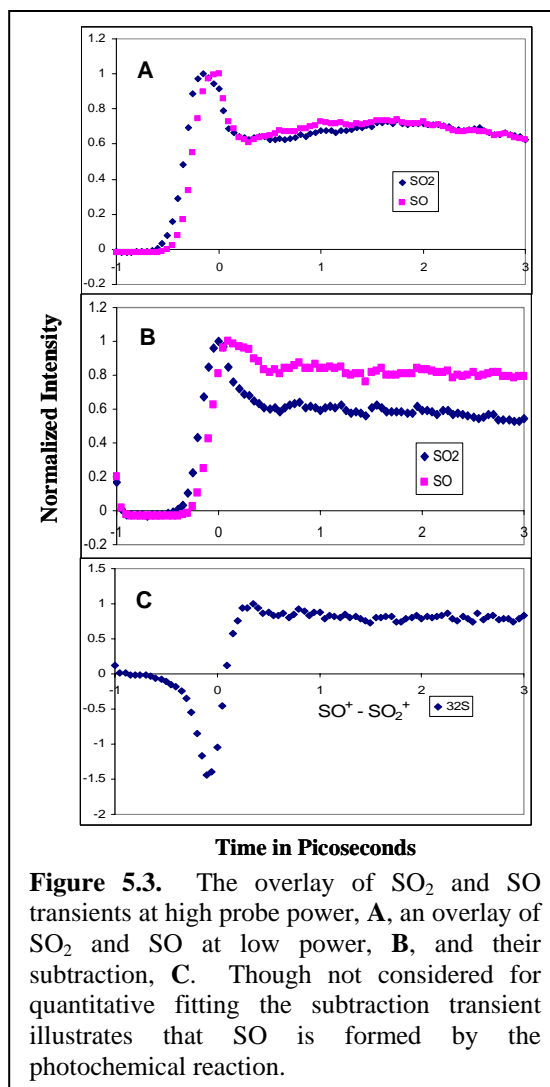 1.2
A
1
0.8
0.6
SO2
0.4
SO
0.2
0
-1 0 1 2 3
0.2
1.2
B
1
0.8
0.6
0.4
SO2
0.2
SO
0
-1 0 1 2 3
0.2
1.5
C
1
0.5
0
-1 0 1 2 3
SO⁺ - SO₂⁺ 32S
-0.5
-1
-1.5
-2
Normalized Intensity
Time in Picoseconds
Figure 5.3. The overlay of SO₂ and SO
transients at high probe power, A, an overlay of
SO₂ and SO at low power, B, and their
subtraction, C. Though not considered for
quantitative fitting the subtraction transient
illustrates that SO is formed by the
photochemical reaction.